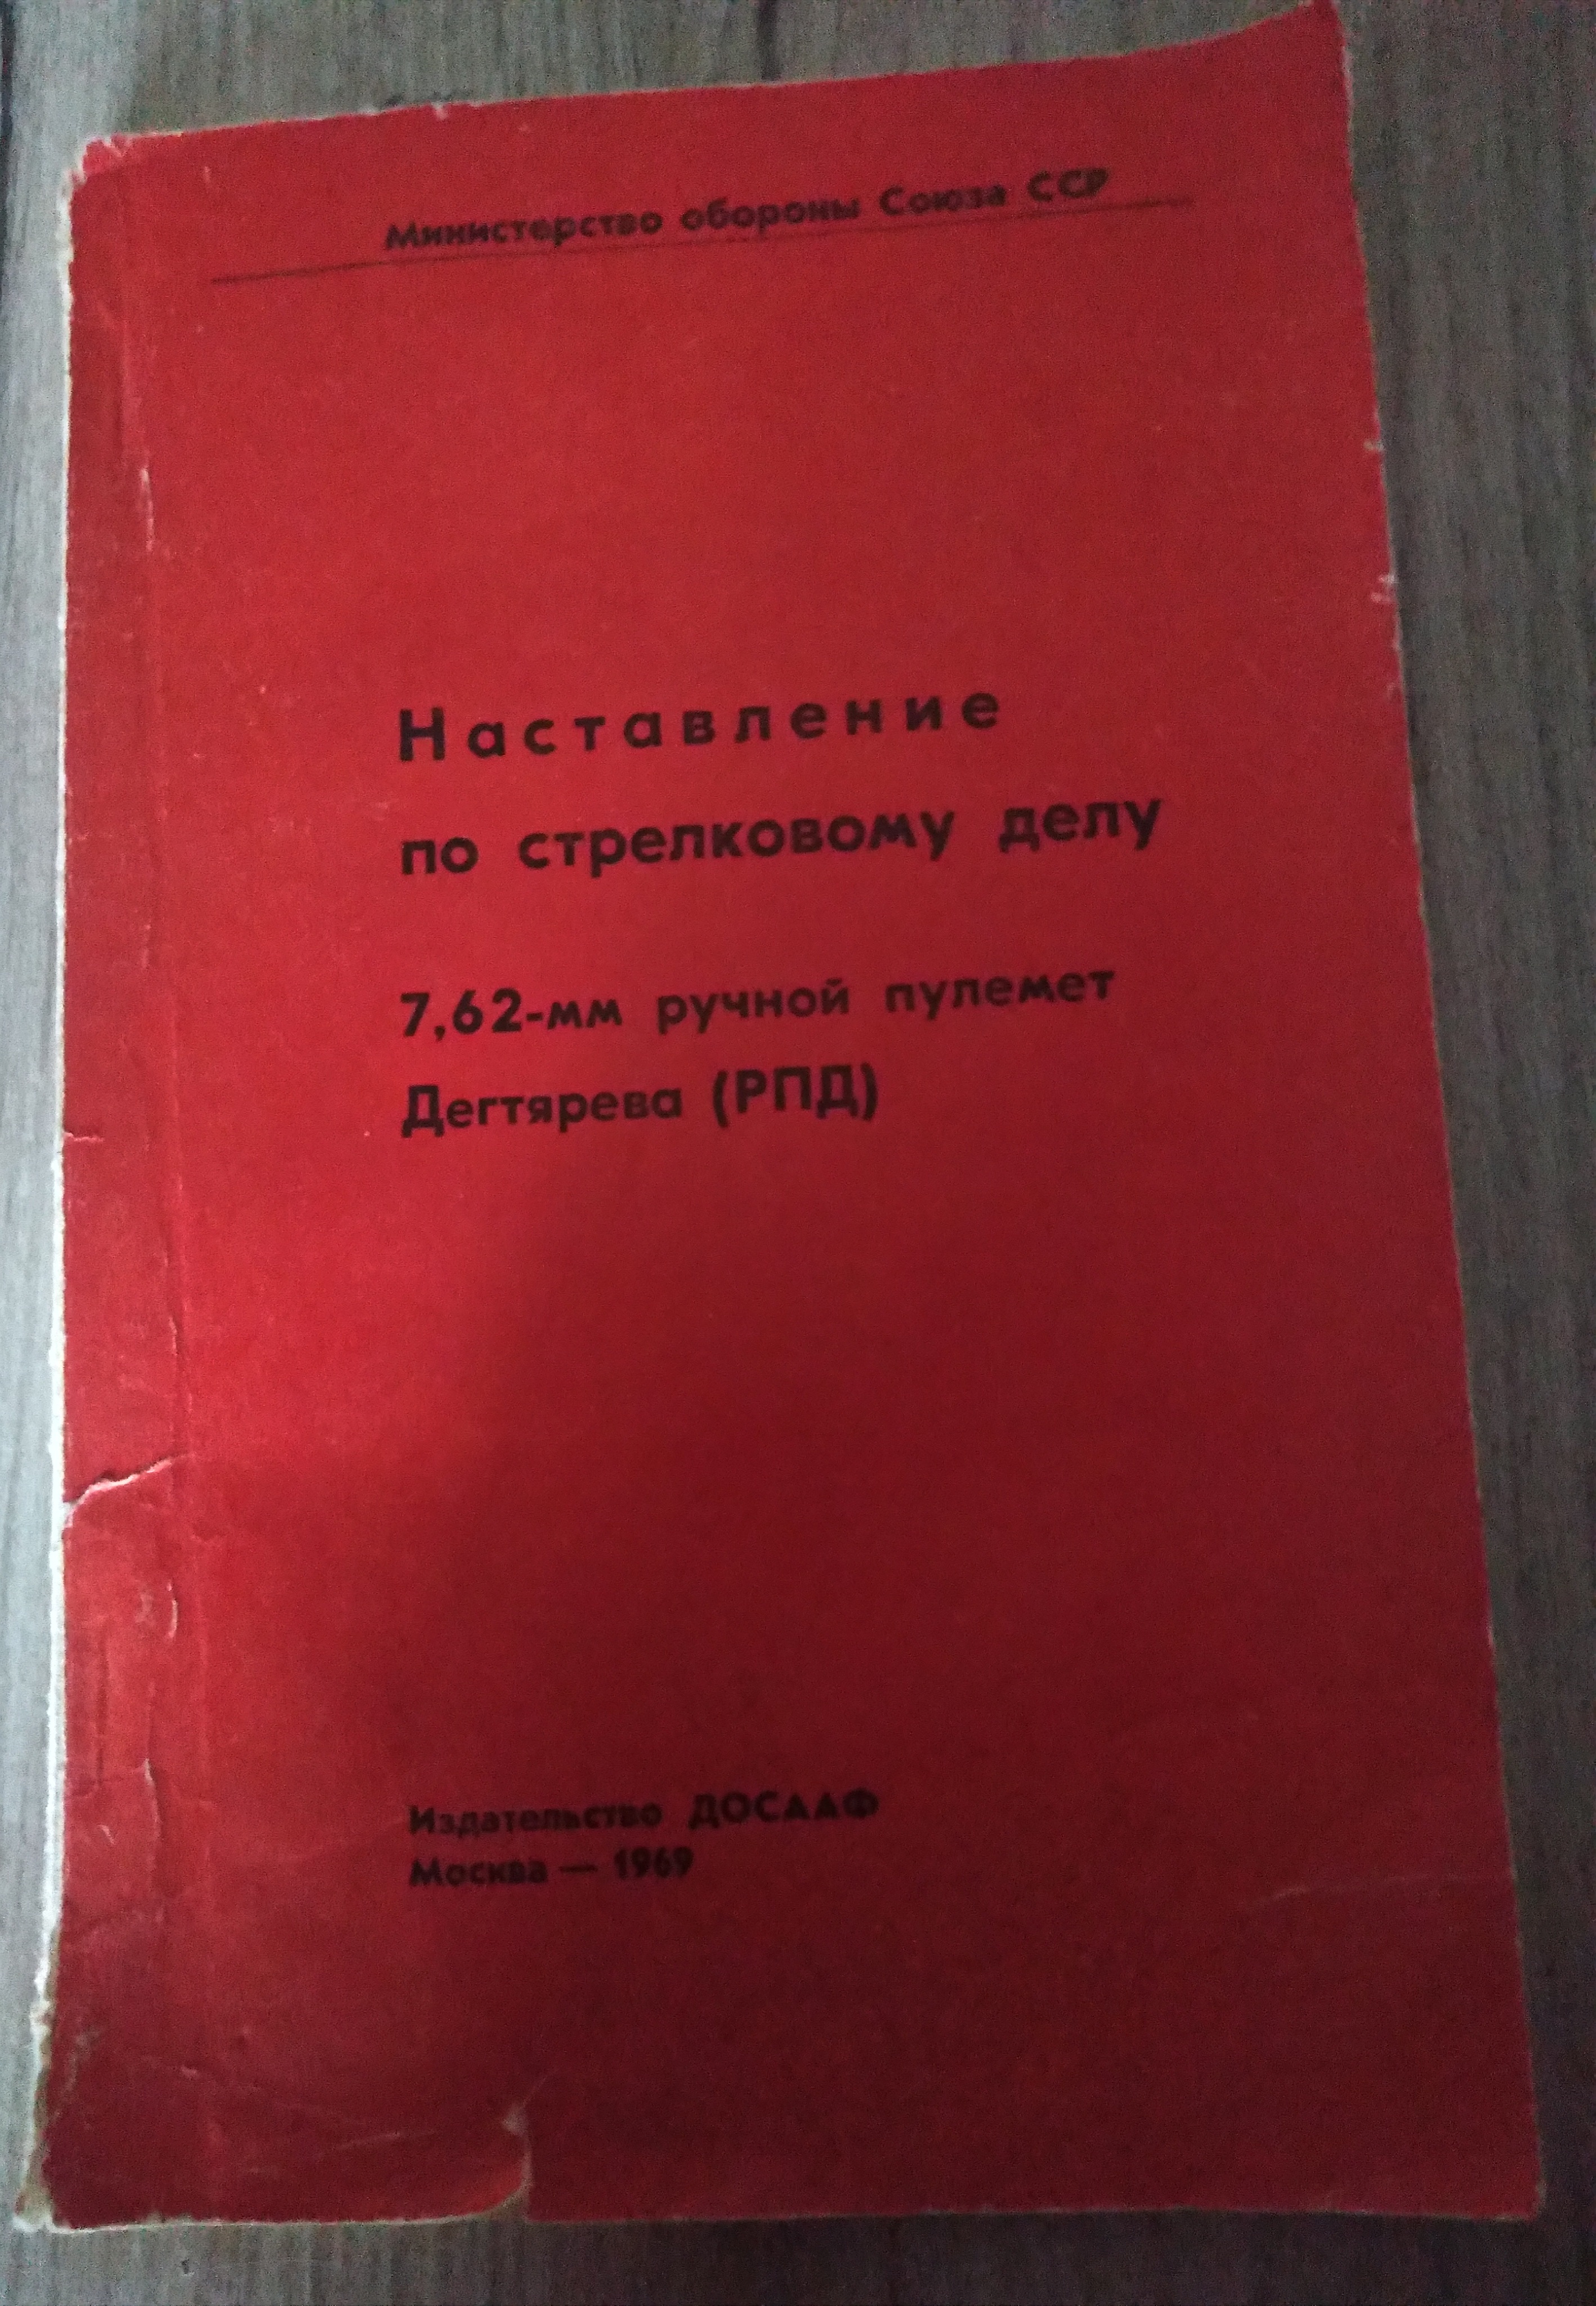 Министерство обороны Союза ССР
Наставление
по стрелковому делу
7,62-мм ручной пулемет
Дегтярева (РПД)
Издательство ДОСААФ
Москва — 1969